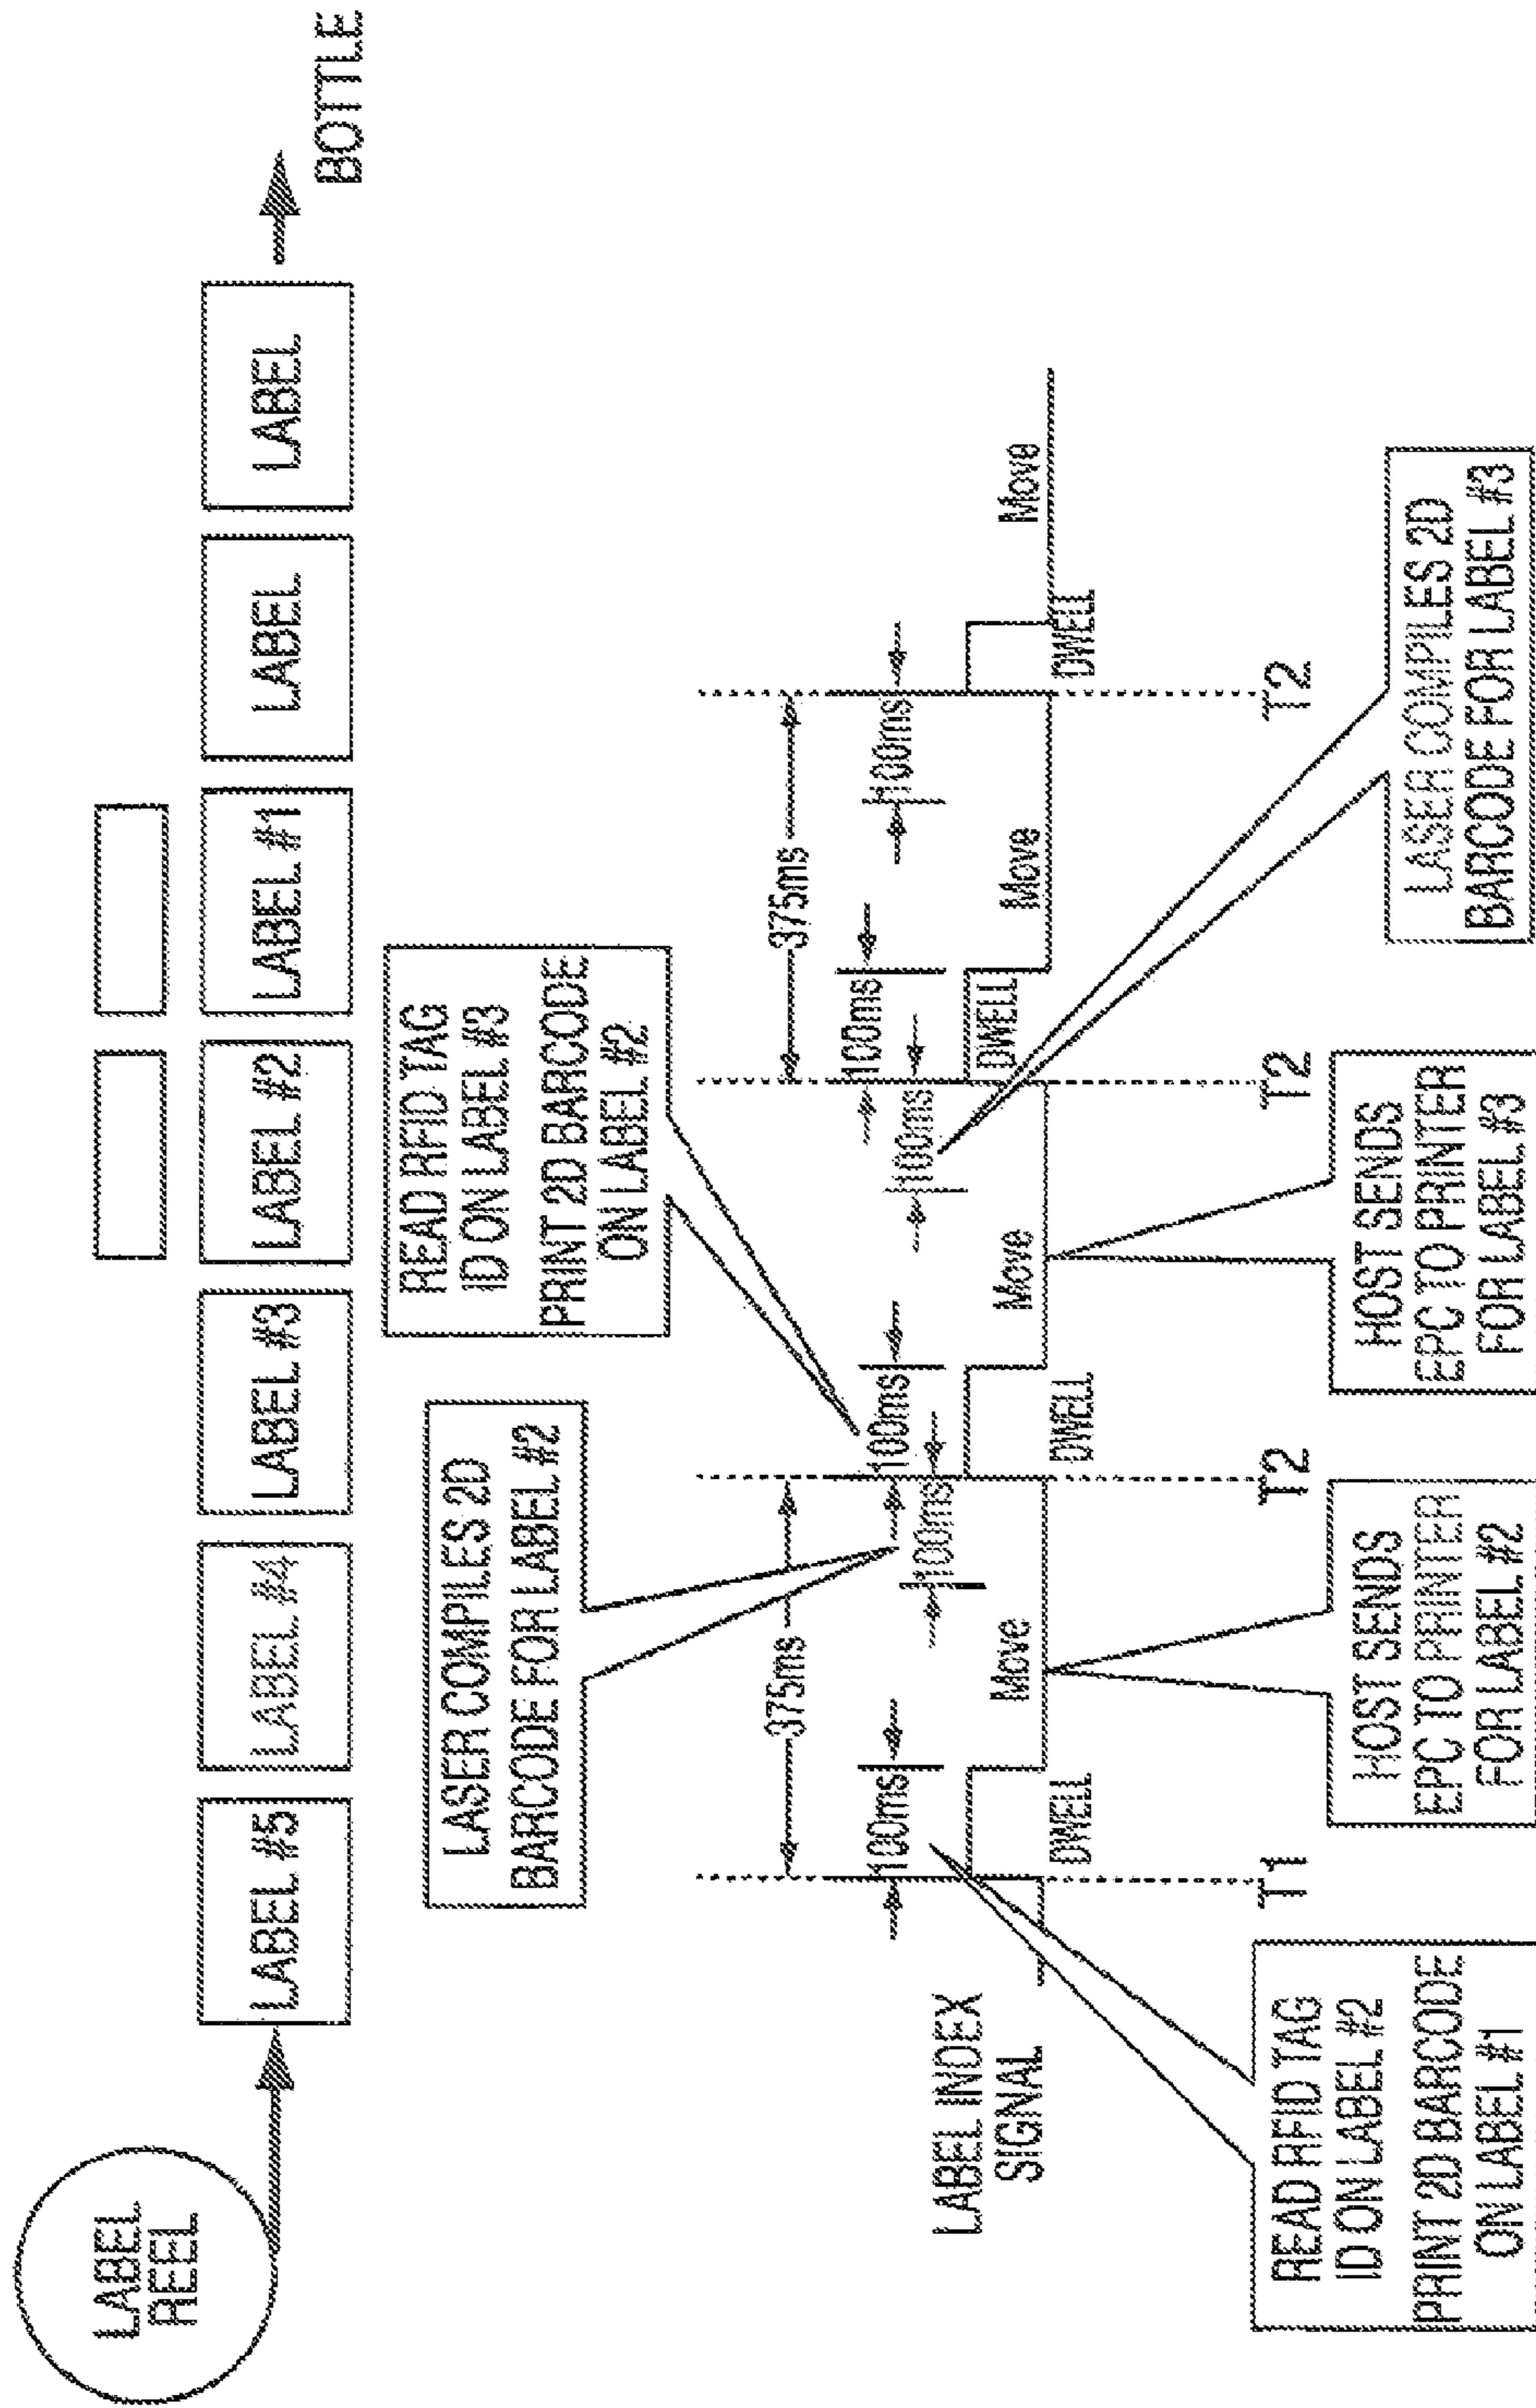 LABEL
REEL
LABEL #5
LABEL #4
LABEL #3
LABEL #2
LABEL #1
LABEL
LABEL
BOTTLE
LASER COMPILES 2D
BARCODE FOR LABEL #2
READ RFID TAG
ID ON LABEL #3
PRINT 2D BARCODE
ON LABEL #2
375ms
375ms
100ms
100ms
100ms
100ms
100ms
100ms
LABEL INDEX
SIGNAL
DWELL
Move
DWELL
Move
DWELL
Move
DWELL
Move
T1
T2
T2
T2
READ RFID TAG
ID ON LABEL #2
PRINT 2D BARCODE
ON LABEL #1
HOST SENDS
EPC TO PRINTER
FOR LABEL #2
HOST SENDS
EPC TO PRINTER
FOR LABEL #3
LASER COMPILES 2D
BARCODE FOR LABEL #3